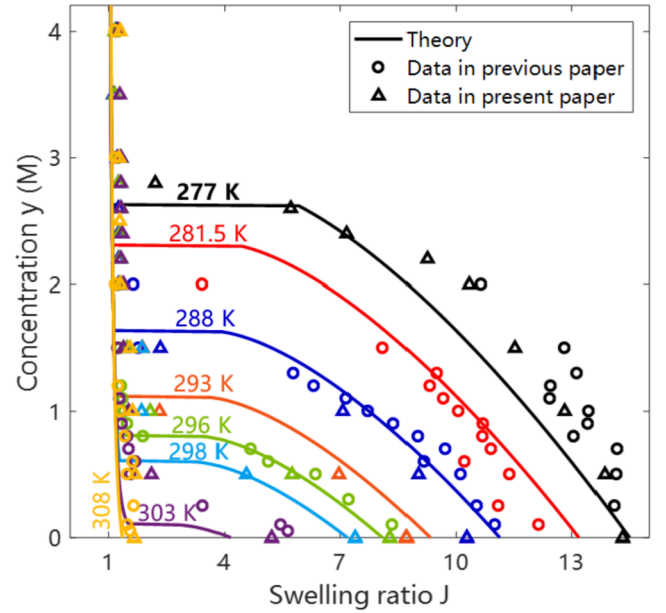 Theory
Data in previous paper
Data in present paper
4
3
2
1
0
Concentration y (M)
277 K
281.5 K
288 K
293 K
296 K
298 K
303 K
308 K
1 4 7 10 13
Swelling ratio J